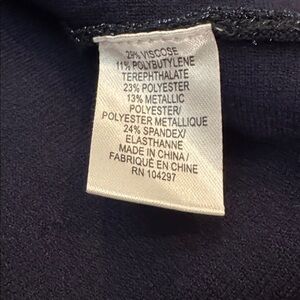 29% VISCOSE
11% POLYBUTYLENE
TEREPHTHALATE
23% POLYESTER
13% METALLIC
POLYESTER/
POLYESTER METALLIQUE
24% SPANDEX/
ELASTHANNE
MADE IN CHINA/
FABRIQUÉ EN CHINE
RN 104297